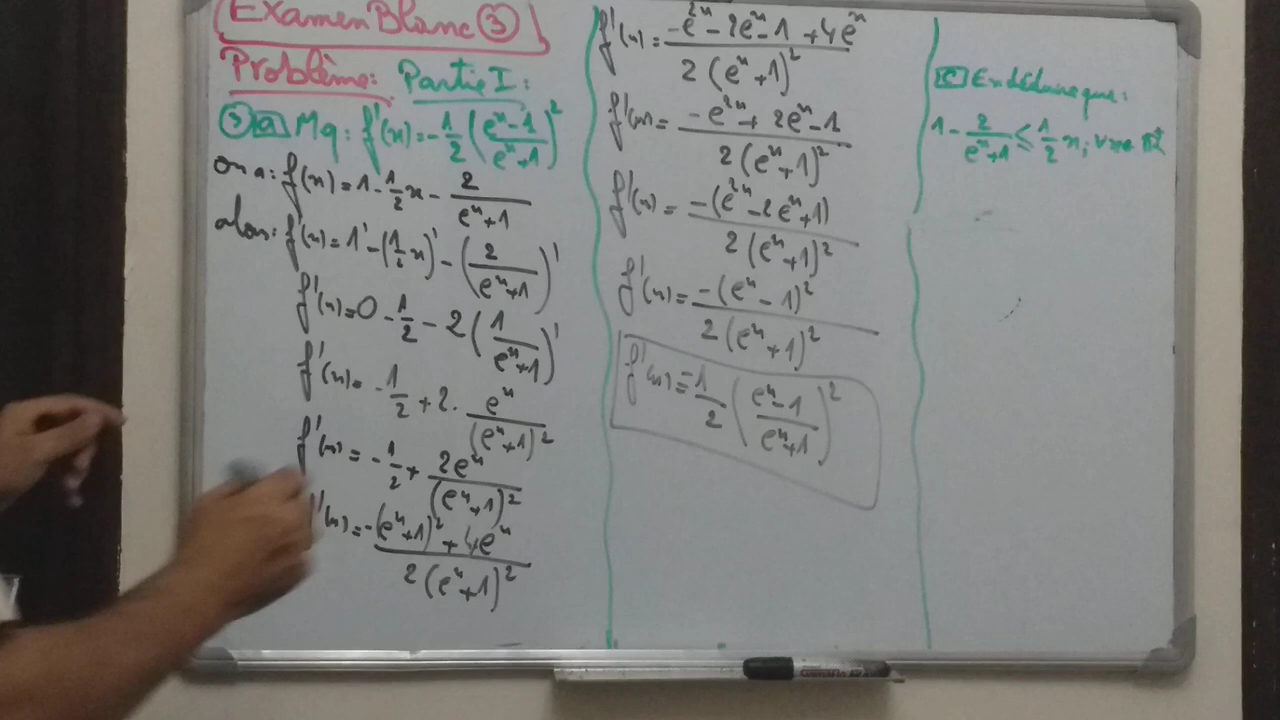 Examen Blanc ③
Problème: Partie I:
③ a Mq: f'(x)=-1/2((e^x-1)/(e^x+1))^2
on a: f(x)=1-1/2x-2/(e^x+1)
alors: f'(x)=1'-(1/2x)'-(2/(e^x+1))'
f'(x)=0-1/2-2(1/(e^x+1))'
f'(x)=-1/2+2.e^x/(e^x+1)^2
f'(x)=-1/2+2e^x/(e^x+1)^2
f'(x)=(-(e^x+1)^2+4e^x)/(2(e^x+1)^2)
f'(x)=(-e^2x-2e^x-1+4e^x)/(2(e^x+1)^2)
f'(x)=(-e^2x+2e^x-1)/(2(e^x+1)^2)
f'(x)=(-(e^2x-2e^x+1))/(2(e^x+1)^2)
f'(x)=(-(e^x-1)^2)/(2(e^x+1)^2)
f'(x)=-1/2((e^x-1)/(e^x+1))^2
c En déduire que:
1-2/(e^x+1)≤1/2x; ∀x∈ℝ+